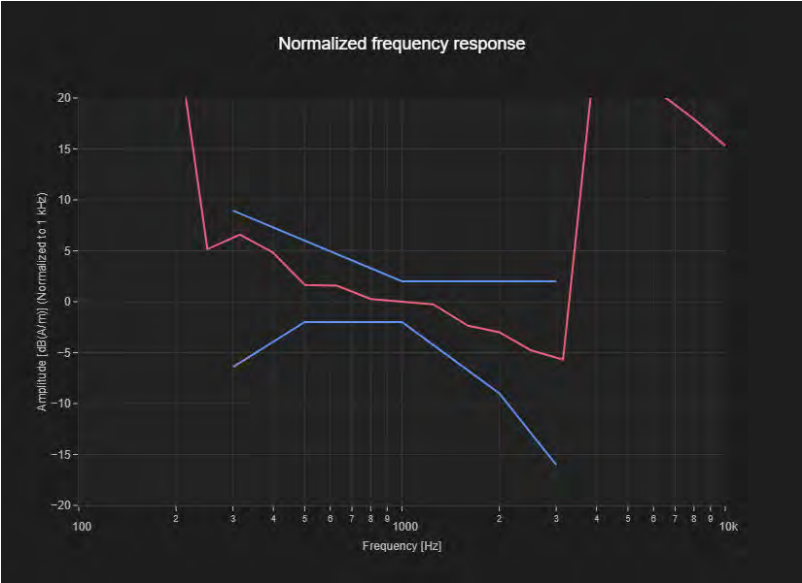 Normalized frequency response
20
15
10
5
0
−5
−10
−15
−20
Amplitude [dB(A/m)] (Normalized to 1 kHz)
100 2 3 4 5 6 7 8 9 1000 2 3 4 5 6 7 8 9 10k
Frequency [Hz]